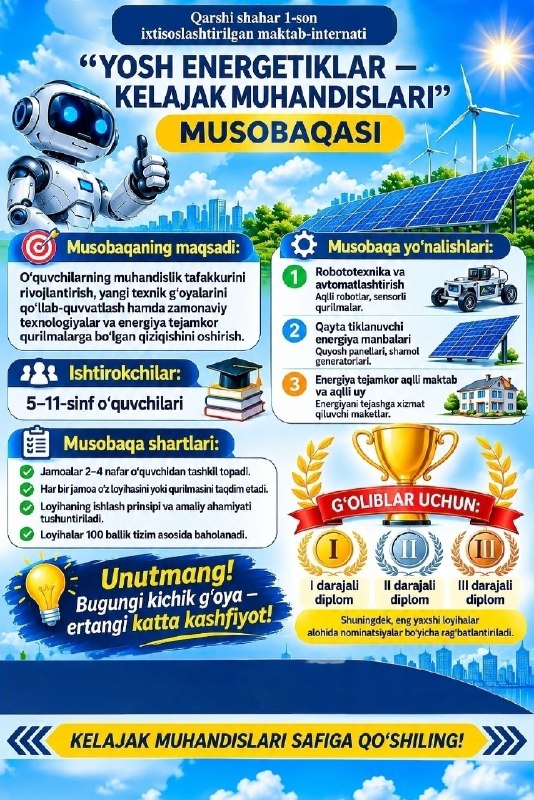 Qarshi shahar 1-son
ixtisoslashtirilgan maktab-internati
“YOSH ENERGETIKLAR –
KELAJAK MUHANDISLARI”
MUSOBAQASI
Musobaqaning maqsadi:
O‘quvchilarning muhandislik tafakkurini
rivojlantirish, yangi texnik g‘oyalarini
qo‘llab-quvvatlash hamda zamonaviy
texnologiyalar va energiya tejamkor
qurilmalarga bo‘lgan qiziqishini oshirish.
Ishtirokchilar:
5–11-sinf o‘quvchilari
Musobaqa yo‘nalishlari:
1 Robototexnika va
avtomatlashtirish
Aqlli robotlar, sensorli
qurilmalar.
2 Qayta tiklanuvchi
energiya manbalari
Quyosh panellari, shamol
generatorlari.
3 Energiya tejamkor aqlli maktab
va aqlli uy
Energiyani tejashga xizmat
qiluvchi maketlar.
Musobaqa shartlari:
Jamoalar 2–4 nafar o‘quvchidan tashkil topadi.
Har bir jamoa o‘z loyihasini yoki qurilmasini taqdim etadi.
Loyihaning ishlash prinsipi va amaliy ahamiyati
tushuntiriladi.
Loyihalar 100 ballik tizim asosida baholanadi.
G‘OLIBLAR UCHUN:
I
II
III
I darajali
diplom
II darajali
diplom
III darajali
diplom
Shuningdek, eng yaxshi loyihalar
alohida nominatsiyalar bo‘yicha rag‘batlantiriladi.
Unutmang!
Bugungi kichik g‘oya –
ertangi katta kashfiyot!
KELAJAK MUHANDISLARI SAFIGA QO‘SHILING!